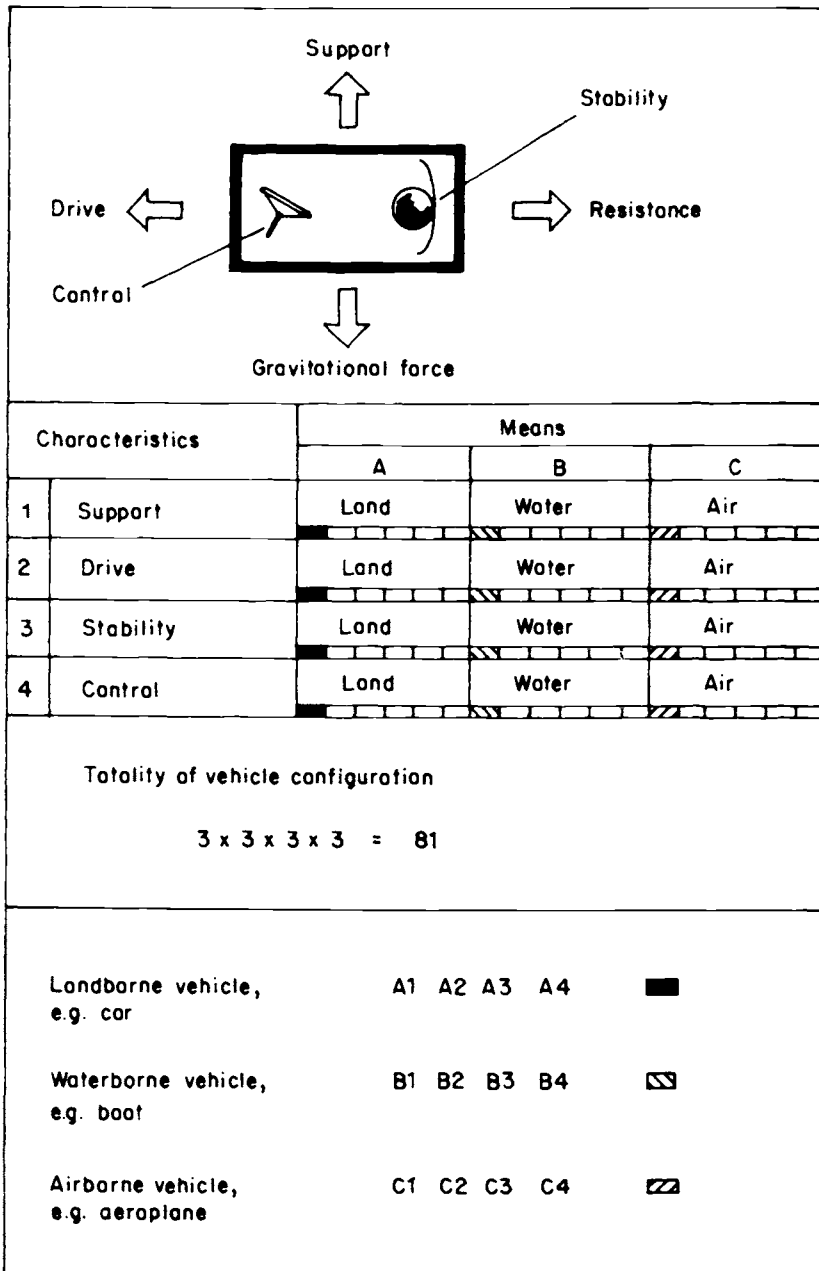 Support
Stability
Drive
Resistance
Control
Gravitational force
Characteristics
Means
A B C
1 Support Land Water Air
2 Drive Land Water Air
3 Stability Land Water Air
4 Control Land Water Air
Totality of vehicle configuration
3 x 3 x 3 x 3 = 81
Landborne vehicle, A1 A2 A3 A4
e.g. car
Waterborne vehicle, B1 B2 B3 B4
e.g. boat
Airborne vehicle, C1 C2 C3 C4
e.g. aeroplane